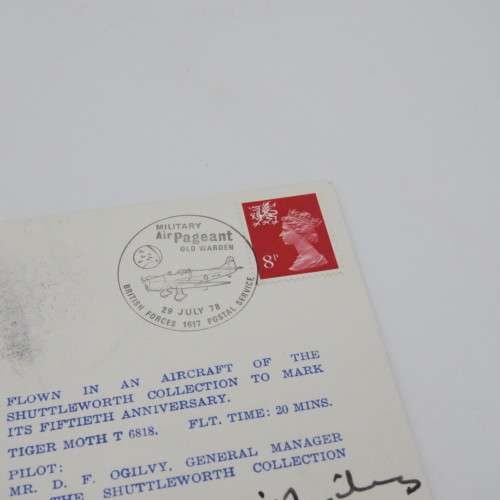 MILITARY
Air Pageant
OLD WARDEN
29 JULY 78
BRITISH FORCES 1617 POSTAL SERVICE
8P
FLOWN IN AN AIRCRAFT OF THE
SHUTTLEWORTH COLLECTION TO MARK
ITS FIFTIETH ANNIVERSARY.
TIGER MOTH T 6818. FLT. TIME: 20 MINS.
PILOT:
MR. D. F. OGILVY, GENERAL MANAGER
THE SHUTTLEWORTH COLLECTION